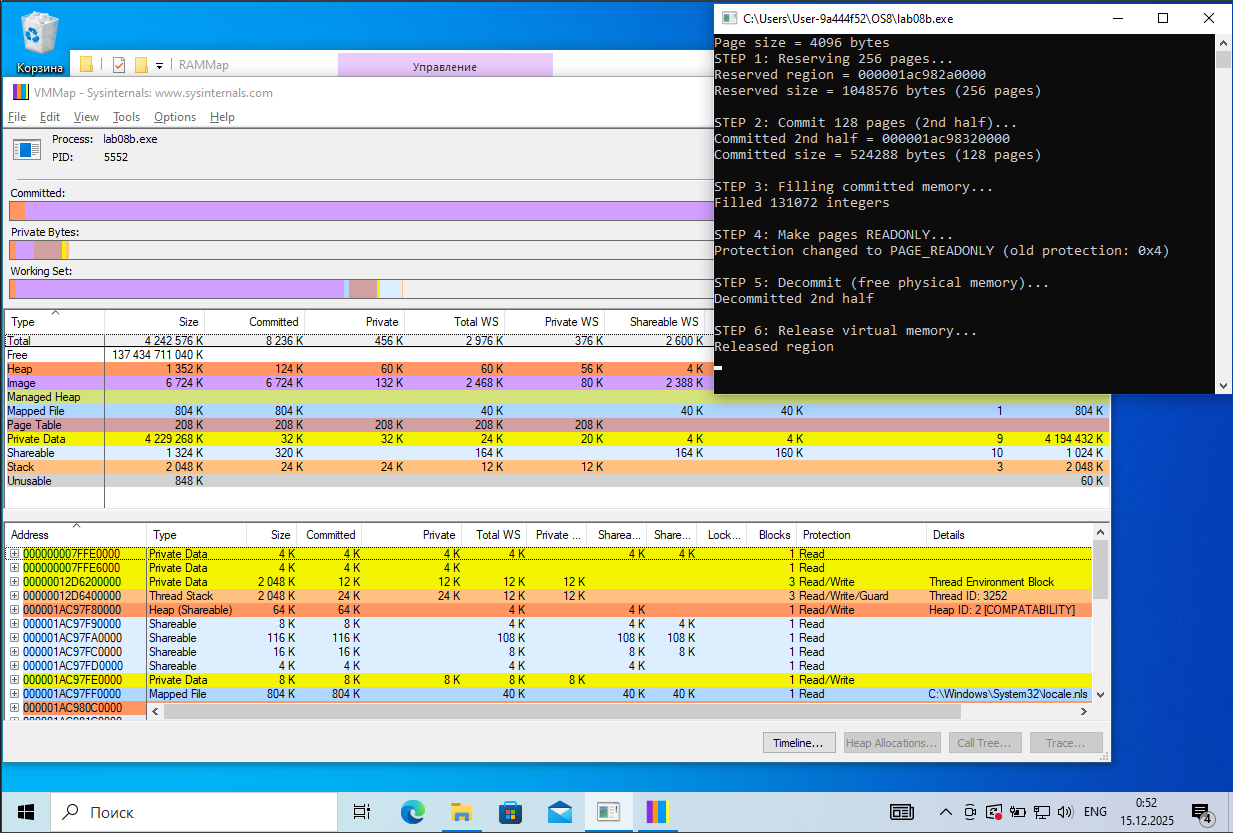 Корзина
RAMMap
Управление
VMMap - Sysinternals: www.sysinternals.com
File Edit View Tools Options Help
Process: lab08b.exe
PID: 5552
Committed:
Private Bytes:
Working Set:
Type Size Committed Private Total WS Private WS Shareable WS
Total 4 242 576 K 8 236 K 456 K 2 976 K 376 K 2 600 K
Free 137 434 711 040 K
Heap 1 352 K 124 K 60 K 60 K 56 K 4 K
Image 6 724 K 6 724 K 132 K 2 468 K 80 K 2 388 K
Managed Heap
Mapped File 804 K 804 K 40 K 40 K 40 K 1 804 K
Page Table 208 K 208 K 208 K 208 K 208 K
Private Data 4 229 268 K 32 K 32 K 24 K 20 K 4 K 4 K 9 4 194 432 K
Shareable 1 324 K 320 K 164 K 164 K 160 K 10 1 024 K
Stack 2 048 K 24 K 24 K 12 K 12 K 3 2 048 K
Unusable 848 K 60 K
Address Type Size Committed Private Total WS Private ... Sharea... Share... Lock... Blocks Protection Details
000000007FFE0000 Private Data 4 K 4 K 4 K 4 K 4 K 4 K 1 Read
000000007FFE6000 Private Data 4 K 4 K 4 K 1 Read
00000012D6200000 Private Data 2 048 K 12 K 12 K 12 K 12 K 3 Read/Write Thread Environment Block
00000012D6400000 Thread Stack 2 048 K 24 K 24 K 12 K 12 K 3 Read/Write/Guard Thread ID: 3252
000001AC97F80000 Heap (Shareable) 64 K 64 K 4 K 4 K 1 Read/Write Heap ID: 2 [COMPATABILITY]
000001AC97F90000 Shareable 8 K 8 K 4 K 4 K 4 K 1 Read
000001AC97FA0000 Shareable 116 K 116 K 108 K 108 K 108 K 1 Read
000001AC97FC0000 Shareable 16 K 16 K 8 K 8 K 8 K 1 Read
000001AC97FD0000 Shareable 4 K 4 K 4 K 4 K 1 Read
000001AC97FE0000 Private Data 8 K 8 K 8 K 8 K 8 K 1 Read/Write
000001AC97FF0000 Mapped File 804 K 804 K 40 K 40 K 40 K 1 Read C:\Windows\System32\locale.nls
000001AC980C0000
Timeline... Heap Allocations... Call Tree... Trace...
C:\Users\User-9a444f52\OS8\lab08b.exe
Page size = 4096 bytes
STEP 1: Reserving 256 pages...
Reserved region = 000001ac982a0000
Reserved size = 1048576 bytes (256 pages)
STEP 2: Commit 128 pages (2nd half)...
Committed 2nd half = 000001ac98320000
Committed size = 524288 bytes (128 pages)
STEP 3: Filling committed memory...
Filled 131072 integers
STEP 4: Make pages READONLY...
Protection changed to PAGE_READONLY (old protection: 0x4)
STEP 5: Decommit (free physical memory)...
Decommitted 2nd half
STEP 6: Release virtual memory...
Released region
Поиск
ENG
0:52
15.12.2025
4